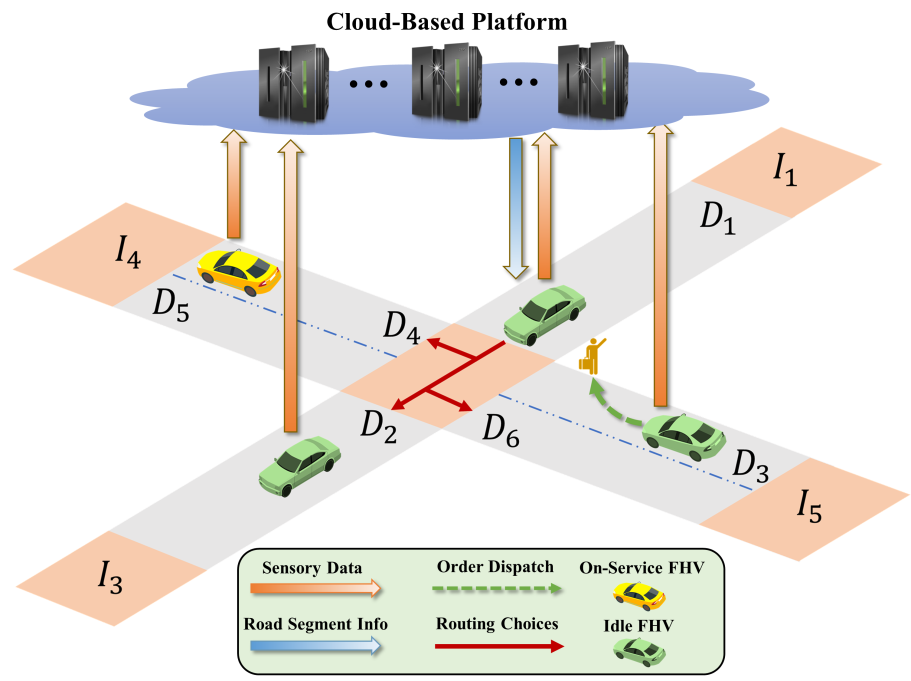 Cloud-Based Platform
I₁
D₁
I₄
D₅
D₄
D₂
D₆
D₃
I₅
I₃
Sensory Data
Order Dispatch
On-Service FHV
Road Segment Info
Routing Choices
Idle FHV